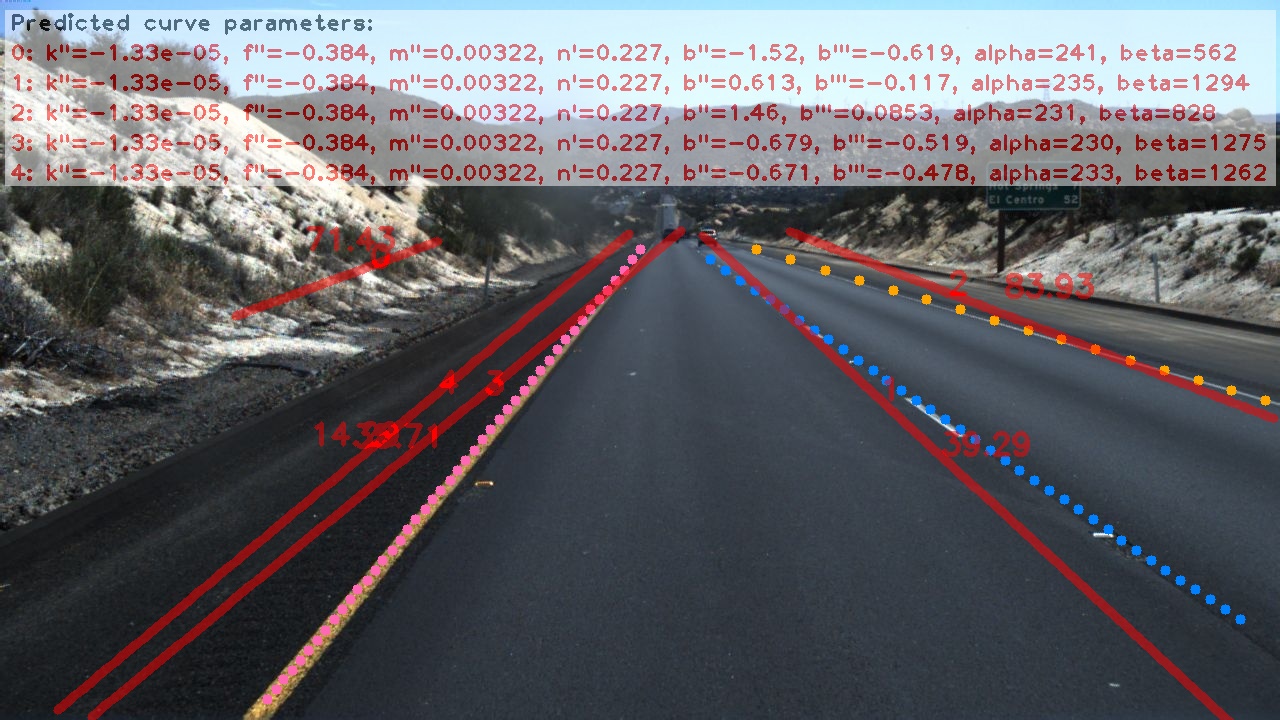 Predicted curve parameters:
0: k"=-1.33e-05, f"=-0.384, m"=0.00322, n'=0.227, b"=-1.52, b'''=-0.619, alpha=241, beta=562
1: k"=-1.33e-05, f"=-0.384, m"=0.00322, n'=0.227, b"=0.613, b'''=-0.117, alpha=235, beta=1294
2: k"=-1.33e-05, f"=-0.384, m"=0.00322, n'=0.227, b"=1.46, b'''=0.0853, alpha=231, beta=828
3: k"=-1.33e-05, f"=-0.384, m"=0.00322, n'=0.227, b"=-0.679, b'''=-0.519, alpha=230, beta=1275
4: k"=-1.33e-05, f"=-0.384, m"=0.00322, n'=0.227, b"=-0.671, b'''=-0.478, alpha=233, beta=1262
Hot Springs
El Centro 52
71.43
0
2 83.93
4 3 1
39.29